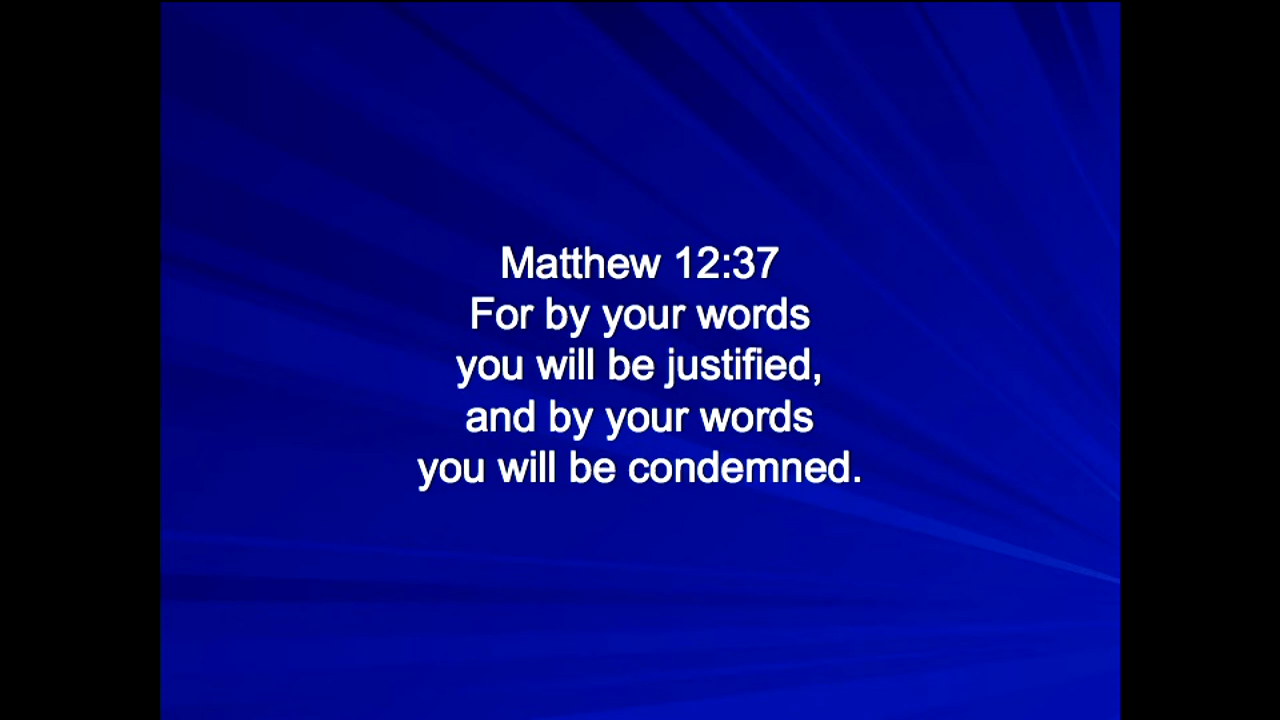 Matthew 12:37
For by your words
you will be justified,
and by your words
you will be condemned.